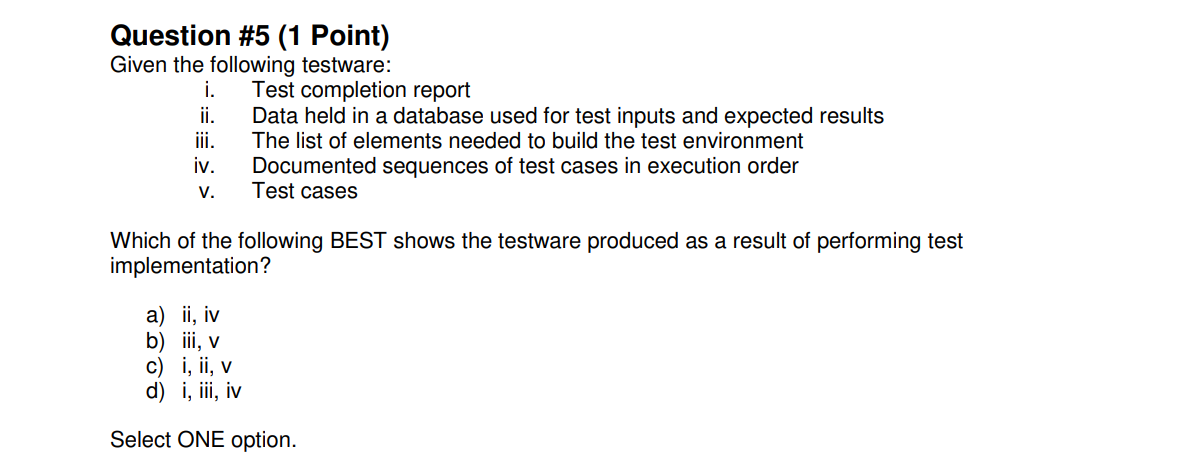 Question #5 (1 Point)
Given the following testware:
i. Test completion report
ii. Data held in a database used for test inputs and expected results
iii. The list of elements needed to build the test environment
iv. Documented sequences of test cases in execution order
v. Test cases
Which of the following BEST shows the testware produced as a result of performing test
implementation?
a) ii, iv
b) iii, v
c) i, ii, v
d) i, iii, iv
Select ONE option.